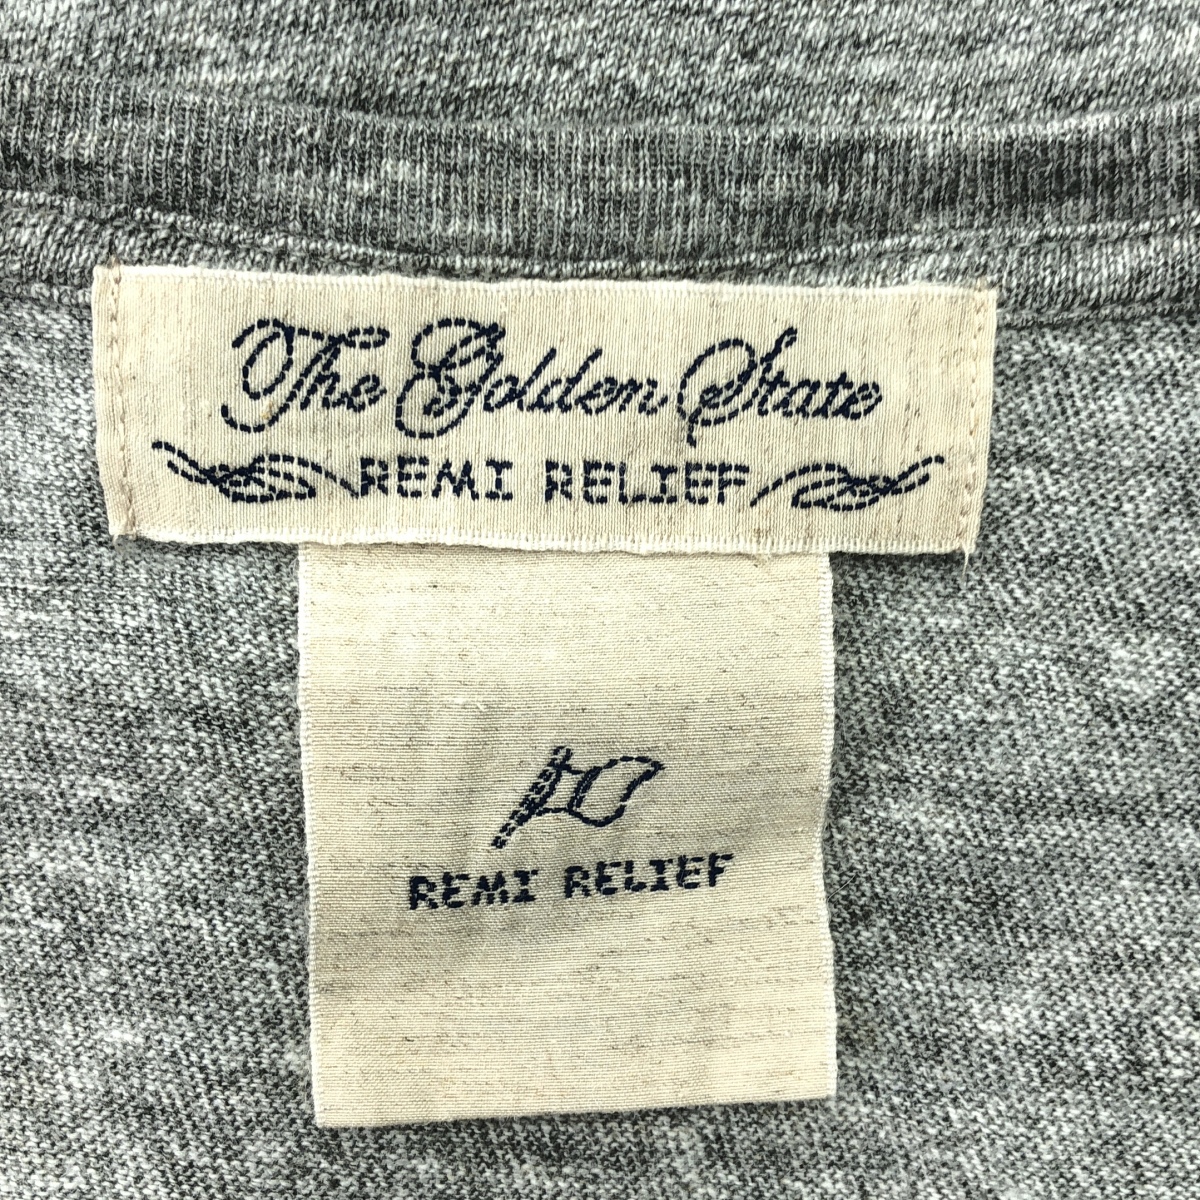 The Golden State
REMI RELIEF
REMI RELIEF